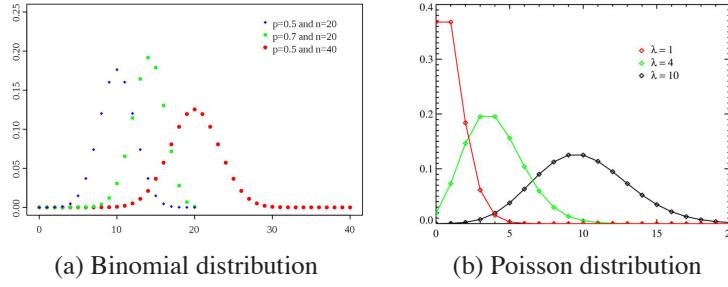 0.25
0.20
0.15
0.10
0.05
0.00
0
10
20
30
40
p=0.5 and n=20
p=0.7 and n=20
p=0.5 and n=40
(a) Binomial distribution
0.4
0.3
0.2
0.1
0.0
0
5
10
15
20
λ = 1
λ = 4
λ = 10
(b) Poisson distribution